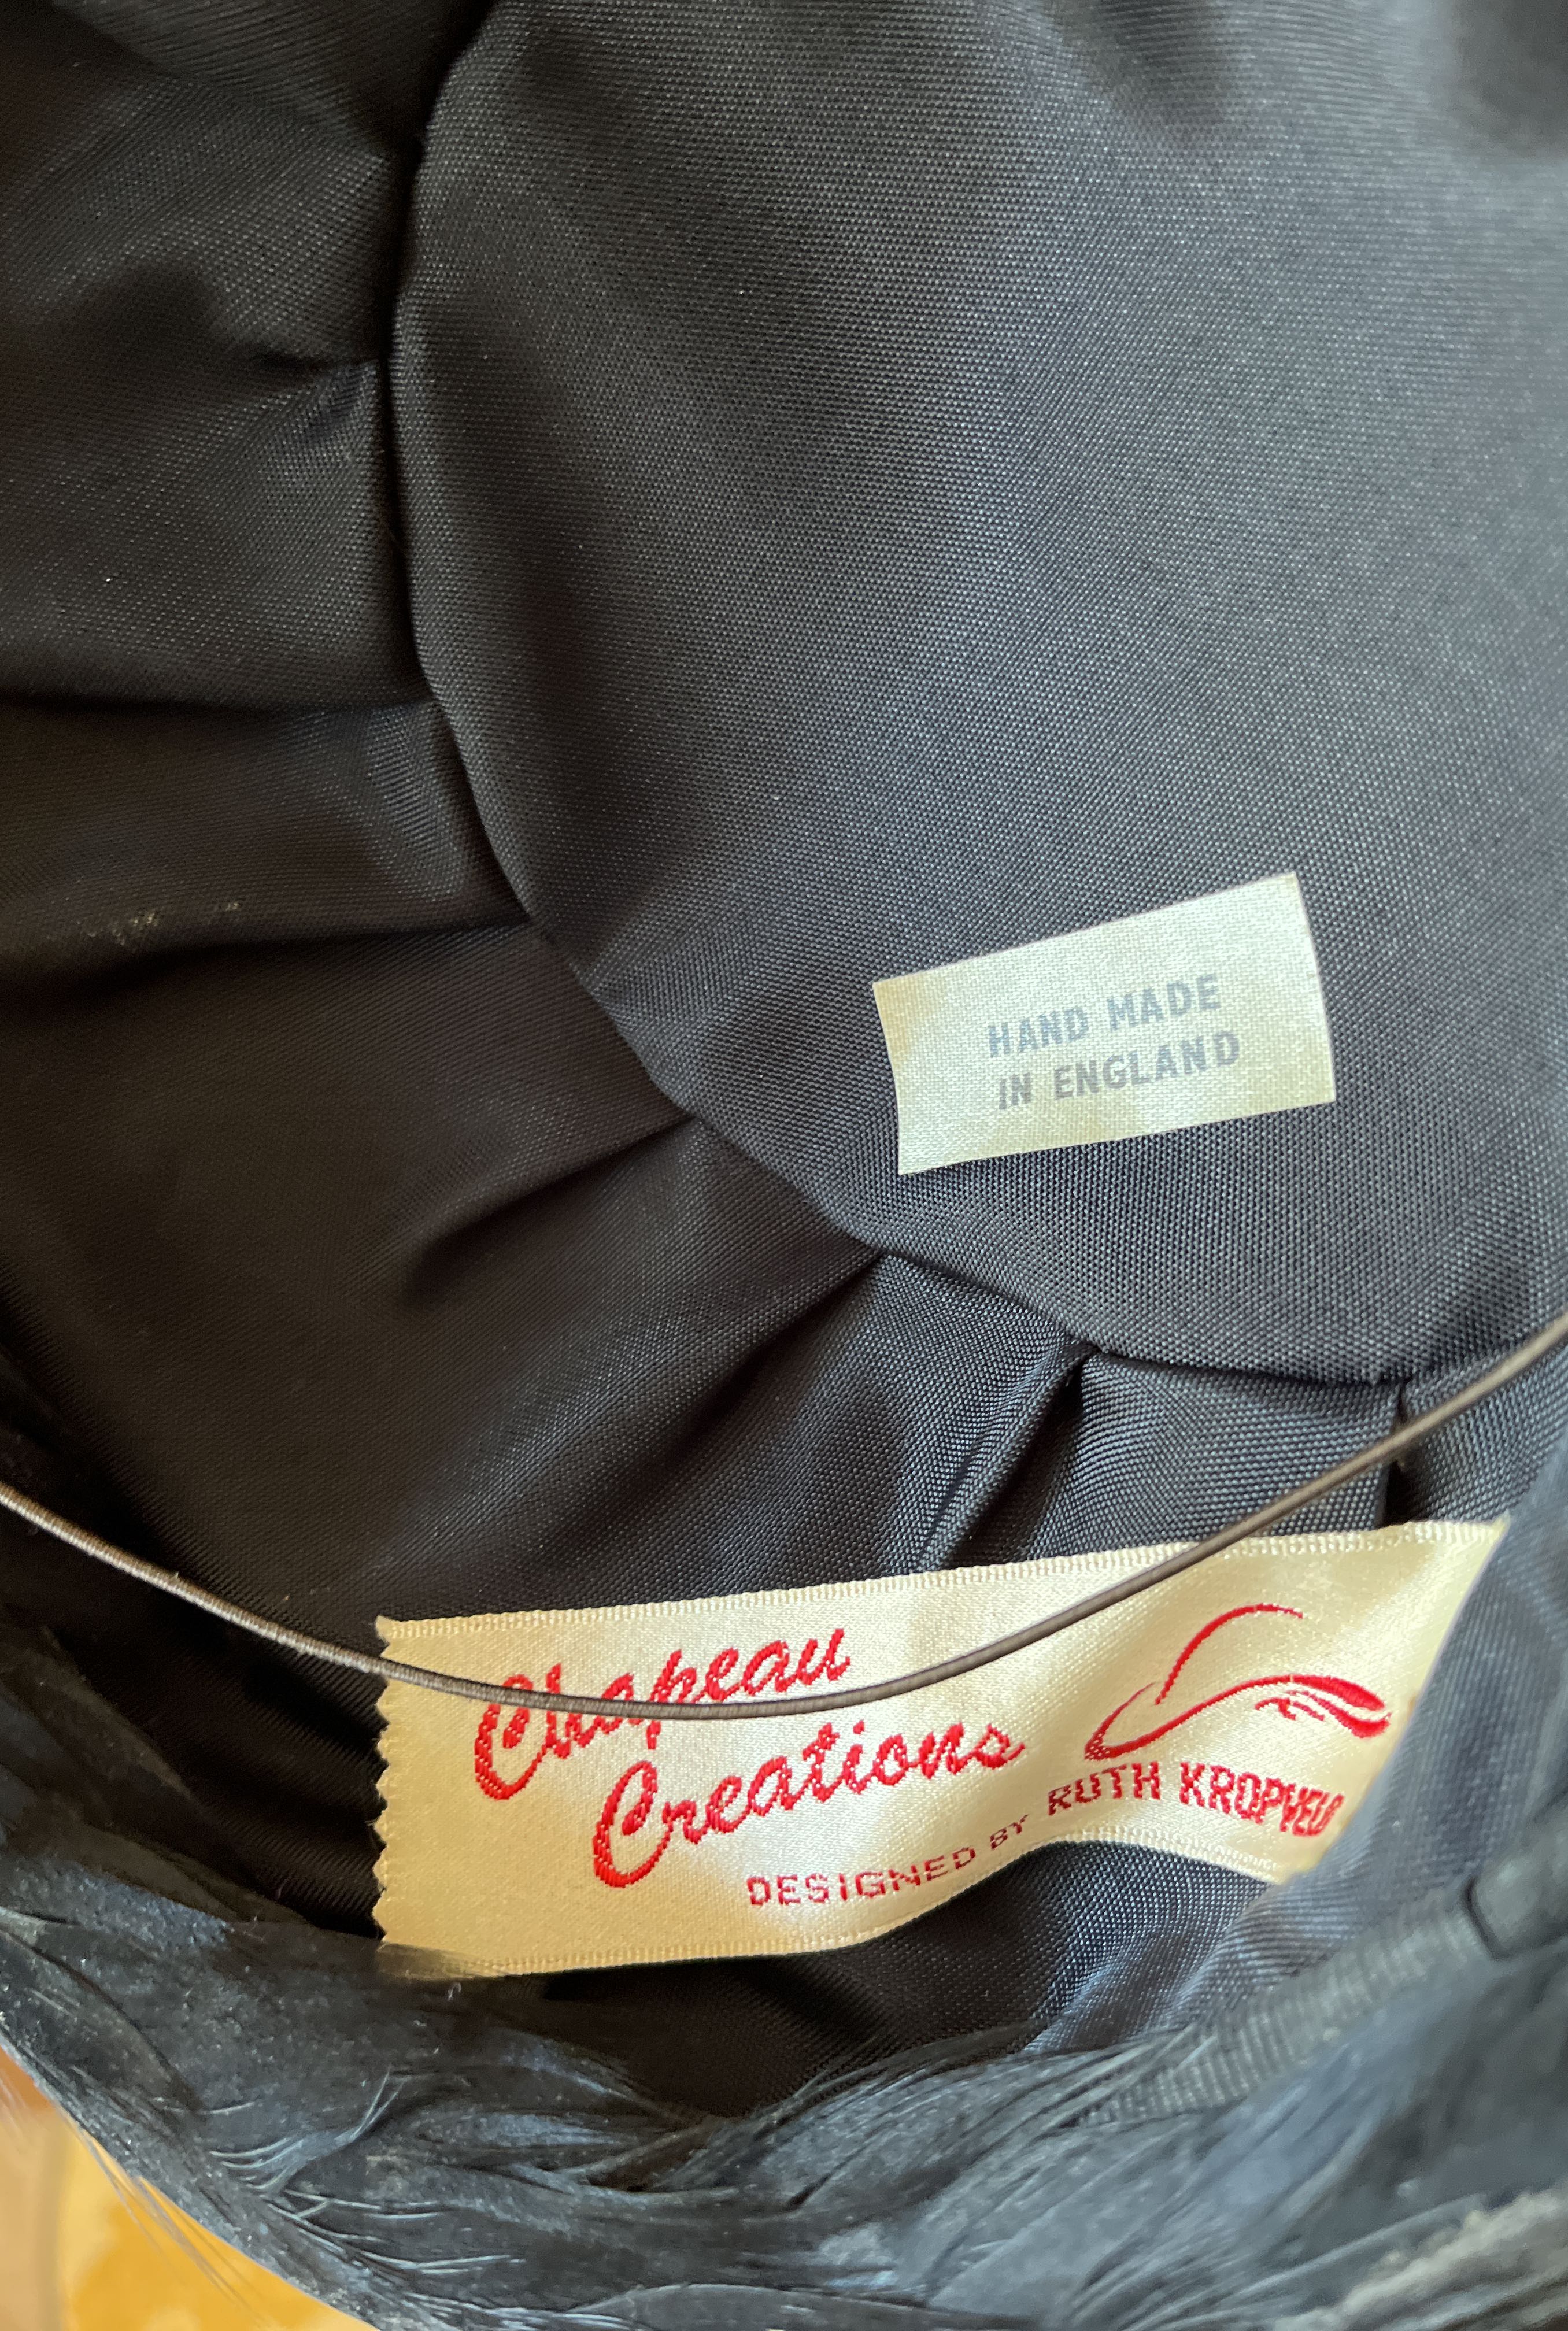 HAND MADE
IN ENGLAND
Chapeau
Creations
DESIGNED BY RUTH KROPVELD